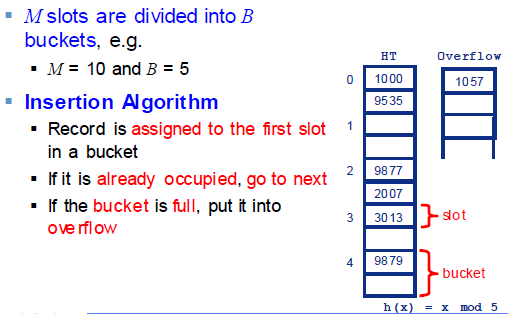 M slots are divided into B
buckets, e.g.
M = 10 and B = 5
Insertion Algorithm
Record is assigned to the first slot
in a bucket
If it is already occupied, go to next
If the bucket is full, put it into
overflow
HT
Overflow
0
1000
1057
9535
1
2
9877
2007
3
3013
slot
4
9879
bucket
h(x) = x mod 5